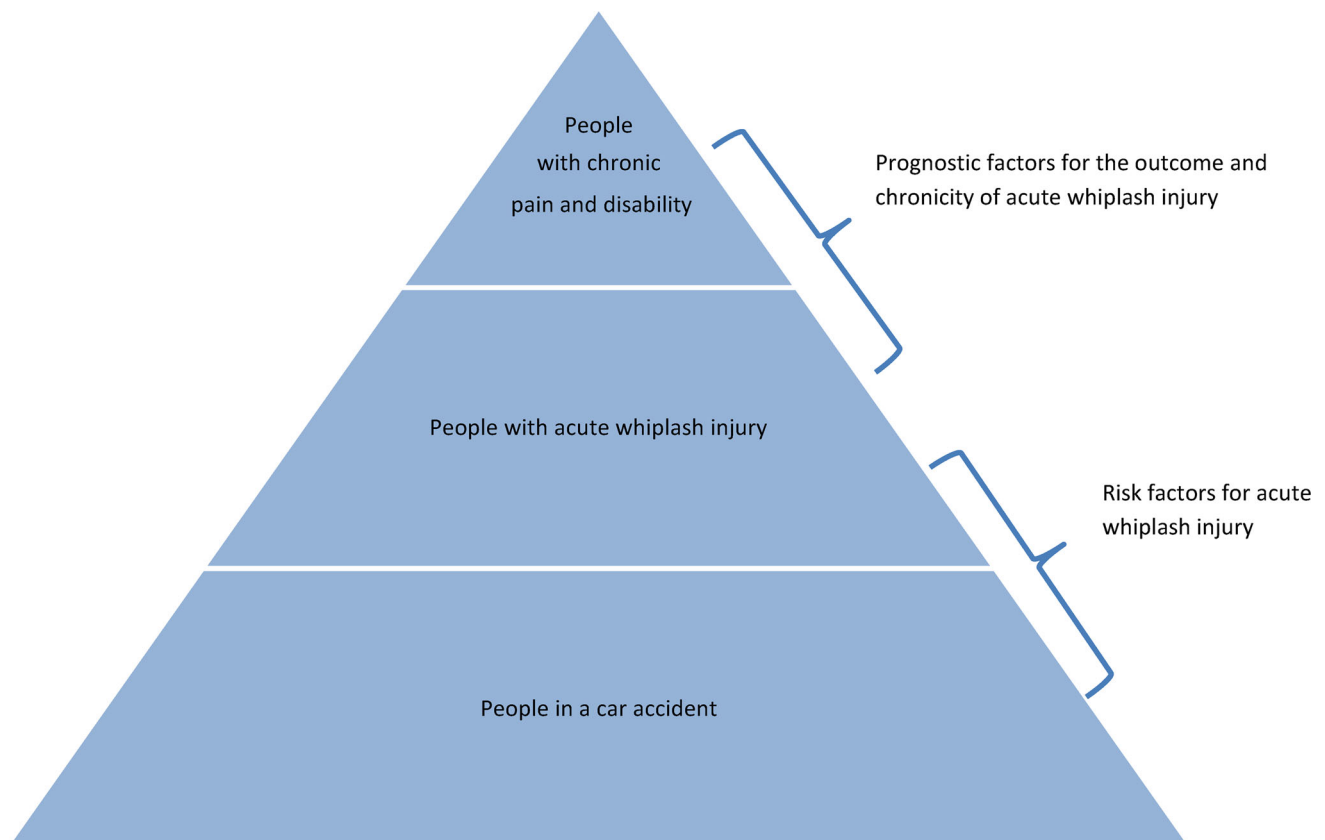 People
with chronic
pain and disability
Prognostic factors for the outcome and
chronicity of acute whiplash injury
People with acute whiplash injury
Risk factors for acute
whiplash injury
People in a car accident